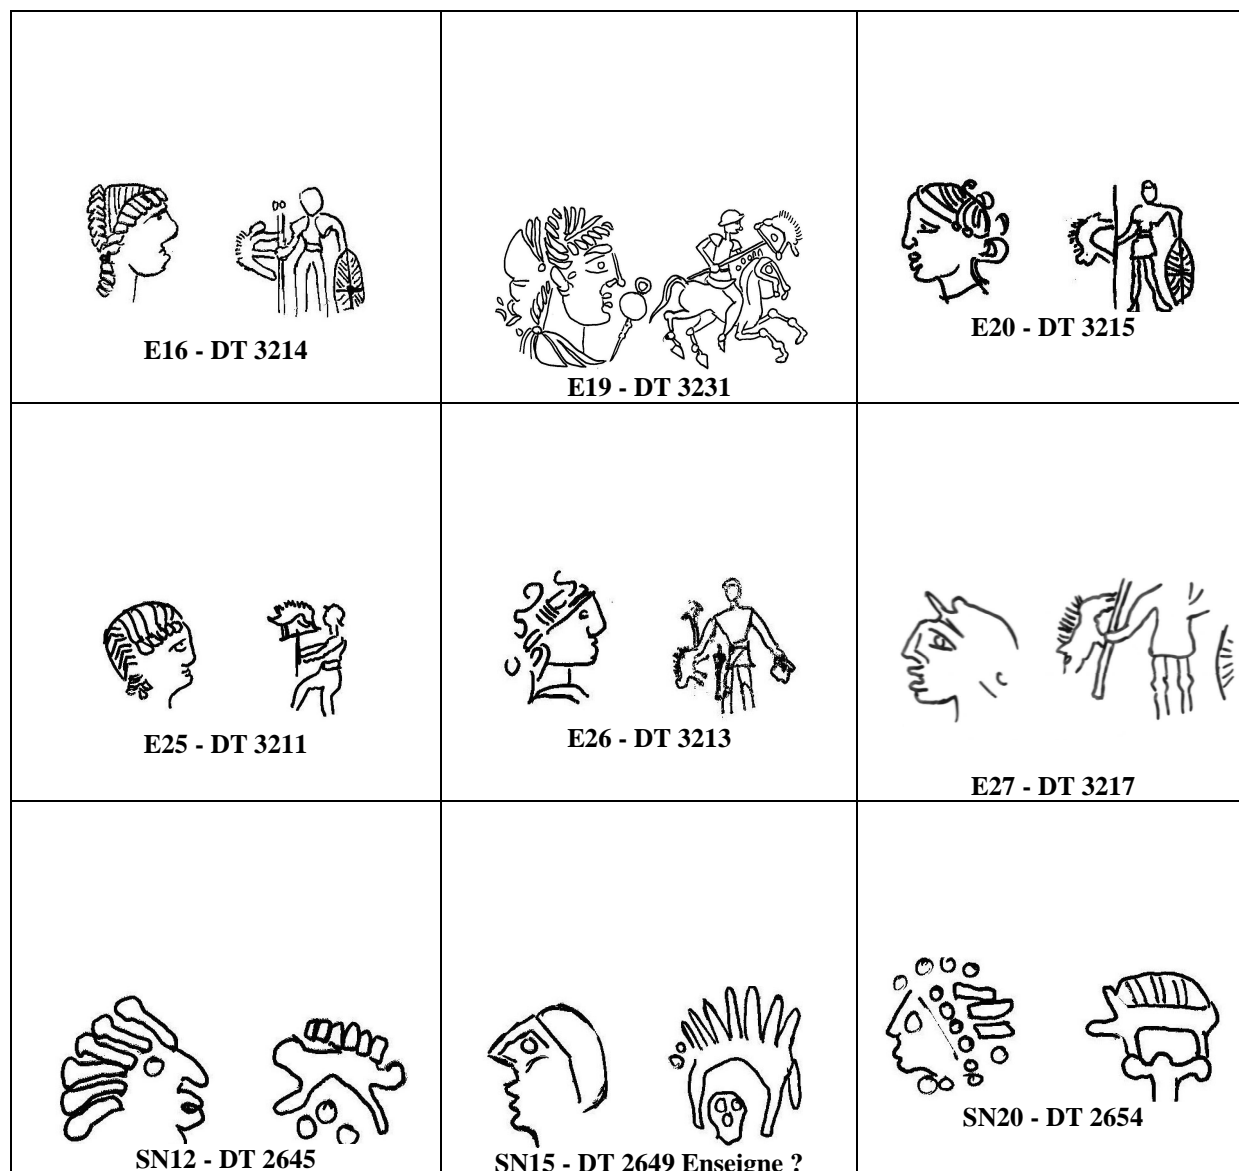 E16 - DT 3214
E19 - DT 3231
E20 - DT 3215
E25 - DT 3211
E26 - DT 3213
E27 - DT 3217
SN12 - DT 2645
SN15 - DT 2649 Enseigne ?
SN20 - DT 2654